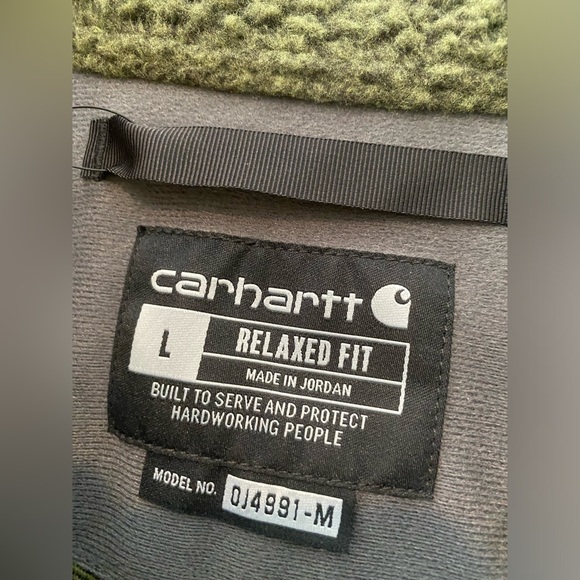 carhartt
L
RELAXED FIT
MADE IN JORDAN
BUILT TO SERVE AND PROTECT
HARDWORKING PEOPLE
MODEL NO. OJ4991-M